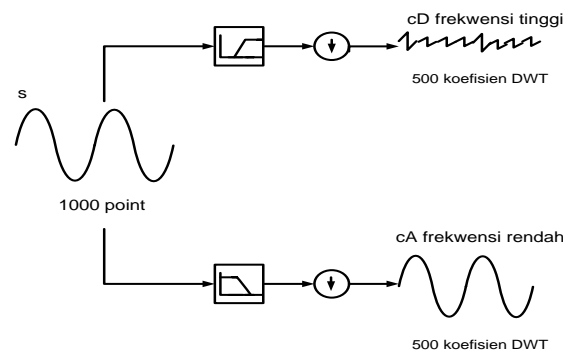 cD frekwensi tinggi
500 koefisien DWT
s
1000 point
cA frekwensi rendah
500 koefisien DWT